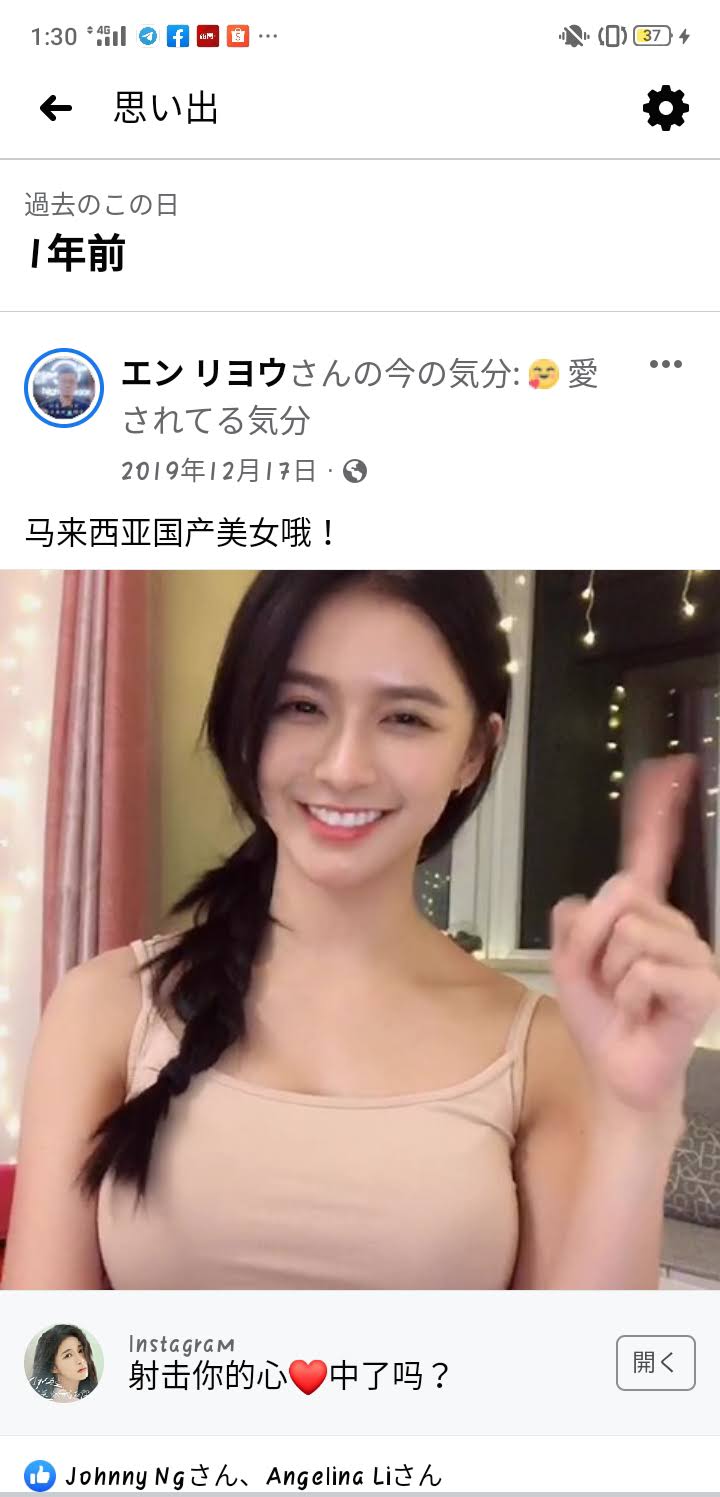 1:30 4G 37
思い出
過去のこの日
1年前
エン リヨウさんの今の気分: 愛
されてる気分
2019年12月17日 ·
马来西亚国产美女哦！
Instagram
射击你的心❤️中了吗？
開く
Johnny Ngさん、Angelina Liさん